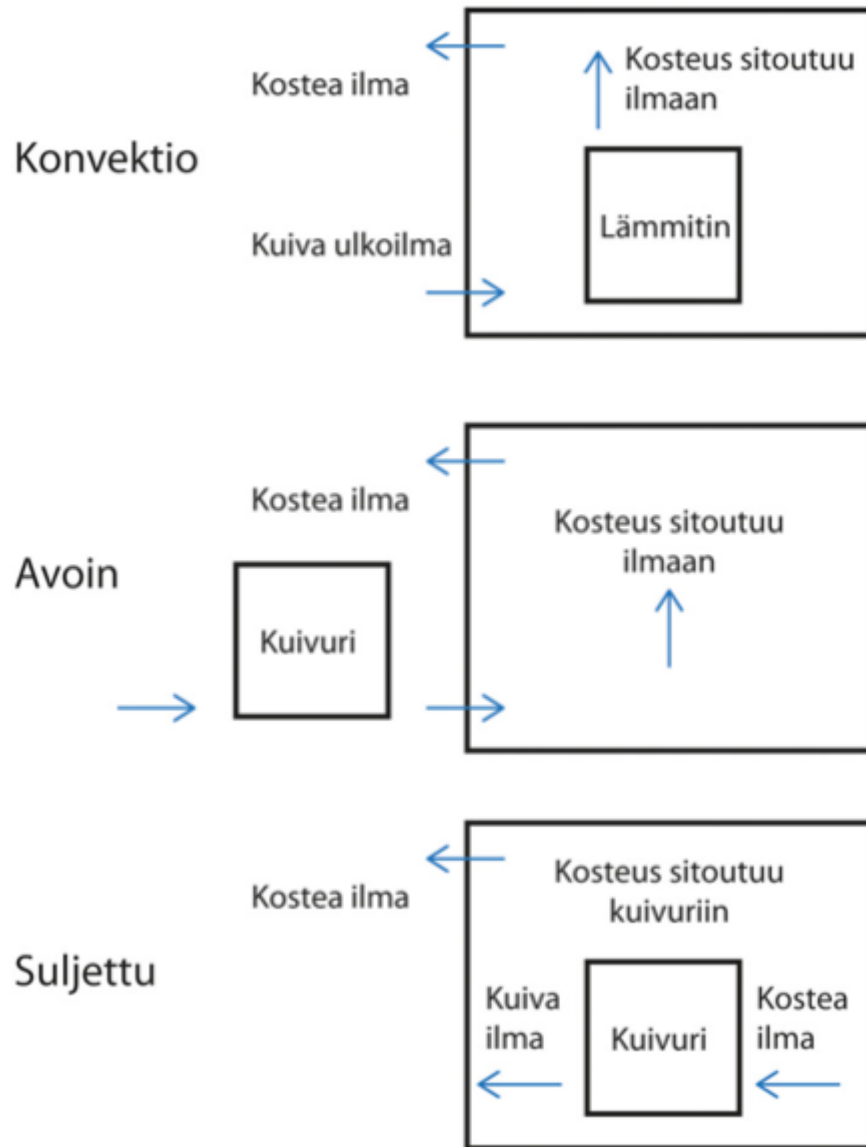 Konvektio
Kostea ilma
Kosteus sitoutuu
ilmaan
Kuiva ulkoilma
Lämmitin
Avoin
Kostea ilma
Kosteus sitoutuu
ilmaan
Kuivuri
Suljettu
Kostea ilma
Kosteus sitoutuu
kuivuriin
Kuiva
ilma
Kuivuri
Kostea
ilma